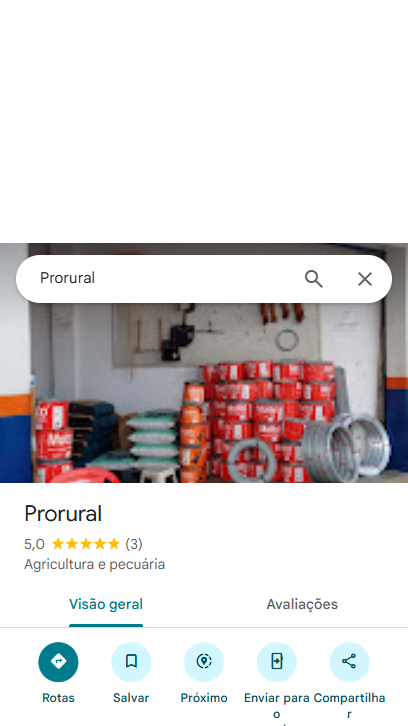 Prorural
Prorural
5,0 ★★★★★ (3)
Agricultura e pecuária
Visão geral
Avaliações
Rotas
Salvar
Próximo
Enviar para o
Compartilhar